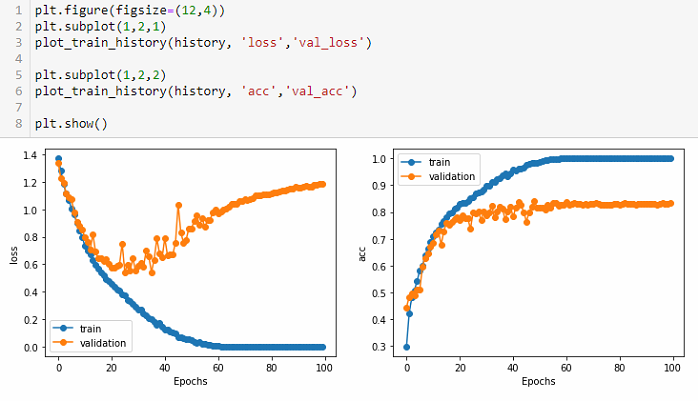 1 plt.figure(figsize=(12,4))
2 plt.subplot(1,2,1)
3 plot_train_history(history, 'loss','val_loss')
4
5 plt.subplot(1,2,2)
6 plot_train_history(history, 'acc','val_acc')
7
8 plt.show()
1.4
1.2
1.0
0.8
0.6
0.4
0.2
0.0
loss
train
validation
0 20 40 60 80 100
Epochs
1.0
0.9
0.8
0.7
0.6
0.5
0.4
0.3
acc
train
validation
0 20 40 60 80 100
Epochs